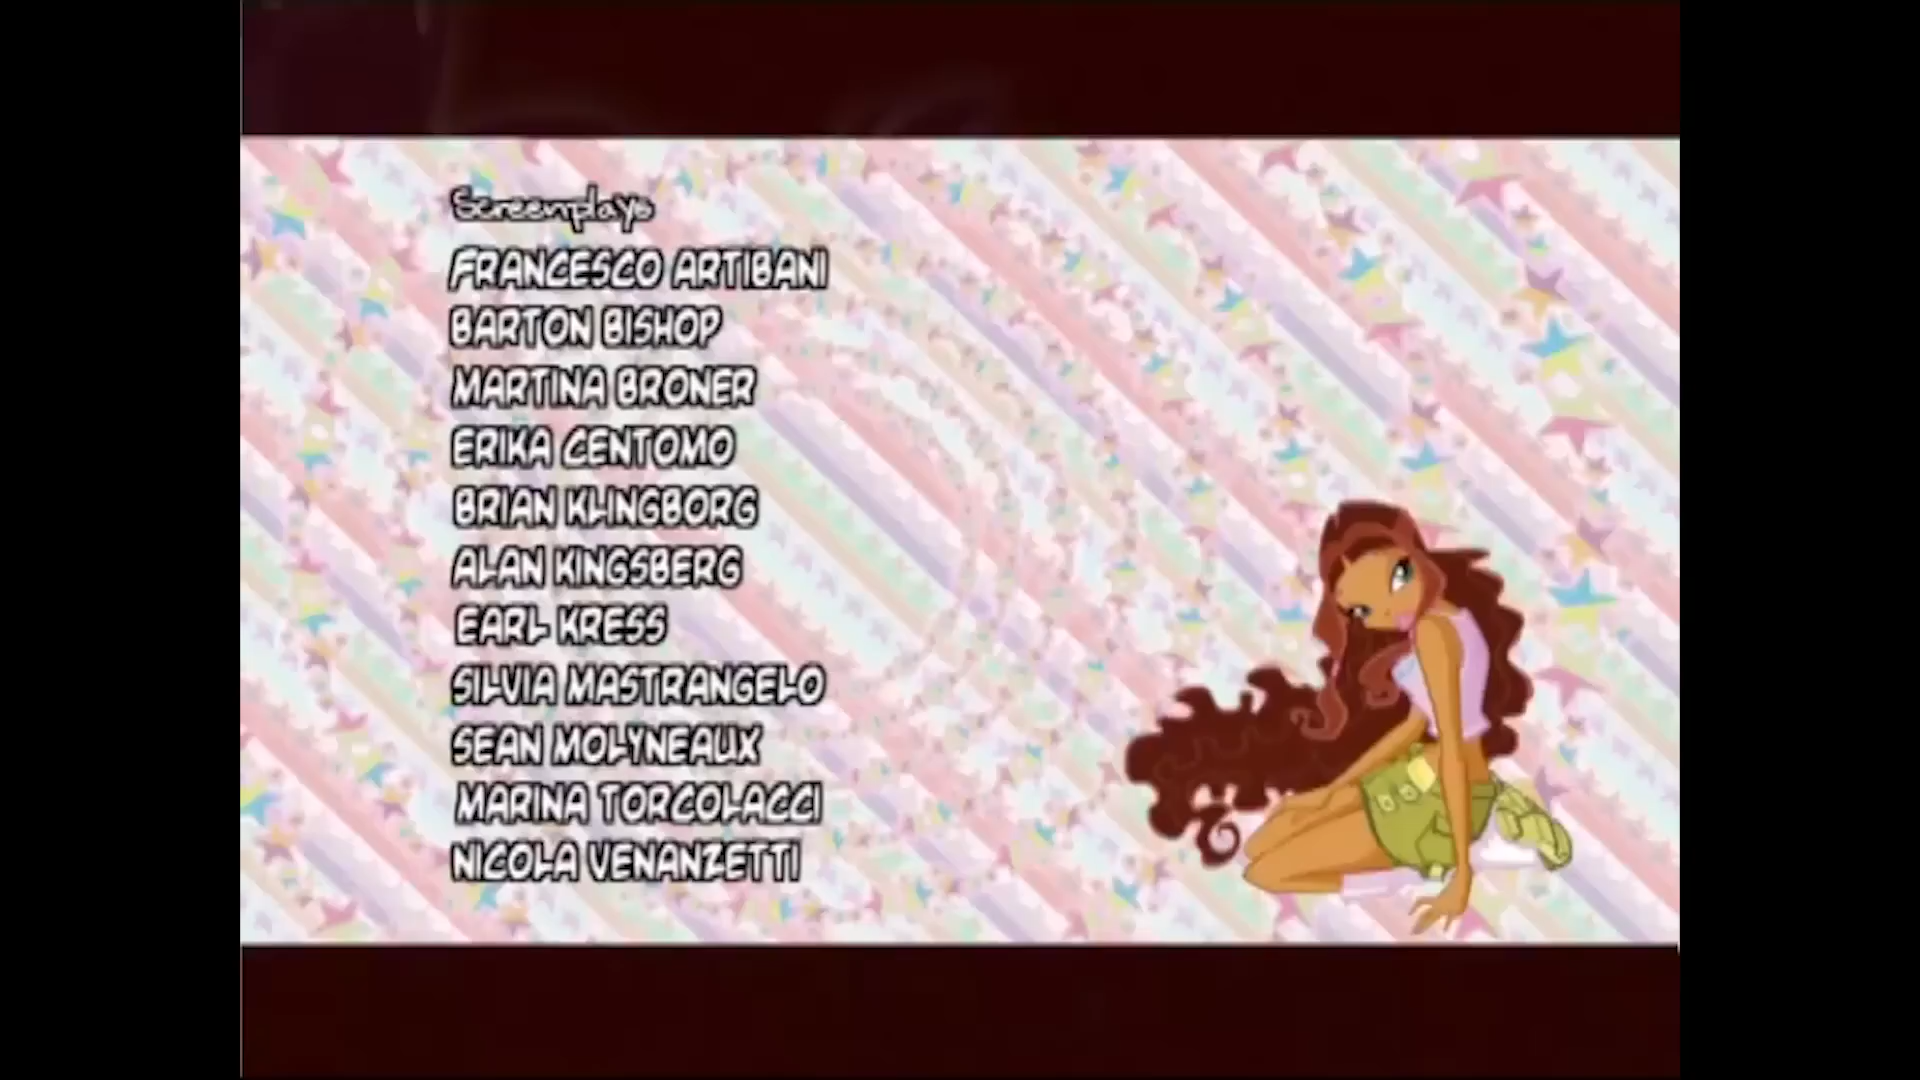 Screenplays
FRANCESCO ARTIBANI
BARTON BISHOP
MARTINA BRONER
ERIKA CENTOMO
BRIAN KLINGBORG
ALAN KINGSBERG
EARL KRESS
SILVIA MASTRANGELO
SEAN MOLYNEAUX
MARINA TORCOLACCI
NICOLA VENANZETTI